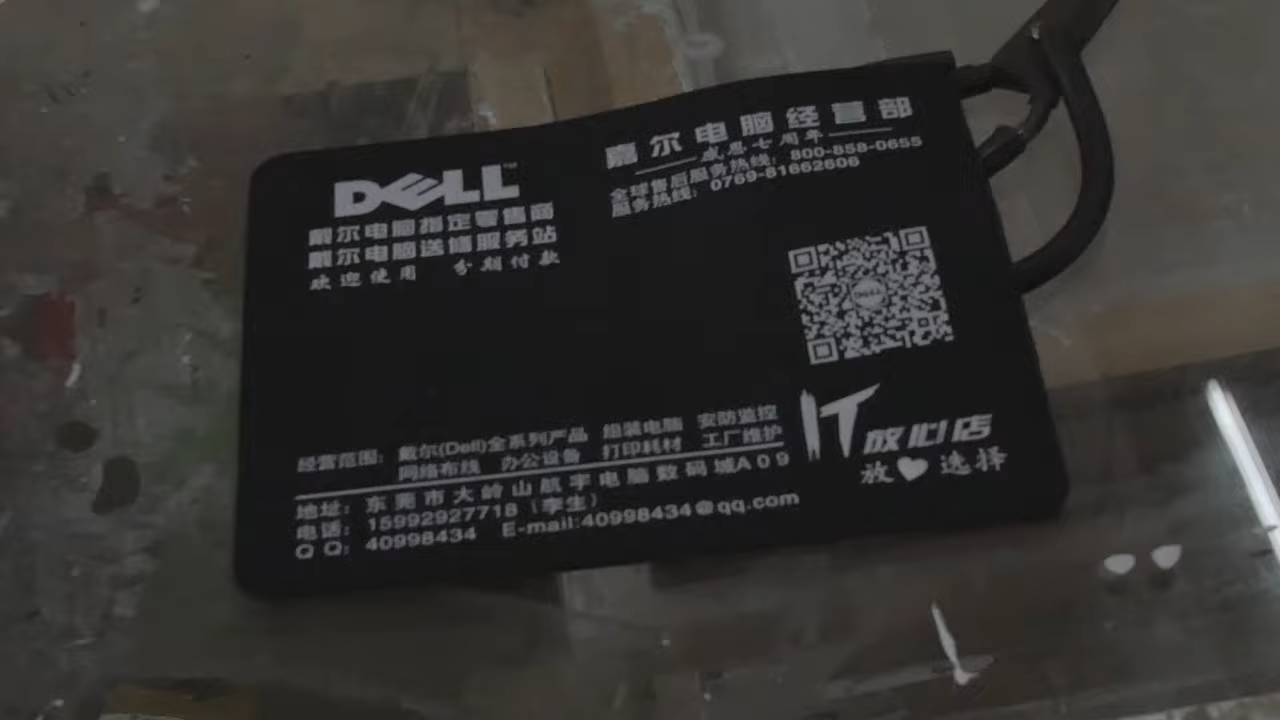 DELL™
戴尔电脑指定零售商
戴尔电脑送修服务站
欢迎使用 分期付款
嘉尔电脑经营部
感恩七周年
全球售后服务热线：800-858-0655
服务热线：0769-81662606
DELL
经营范围：戴尔(Dell)全系列产品 组装电脑 安防监控
网络布线 办公设备 打印耗材 工厂维护
地址：东莞市大岭山航宇电脑数码城A09
电话：15992927718（李生）
Q Q：40998434 E-mail:40998434@qq.com
IT放心店
放♥选择